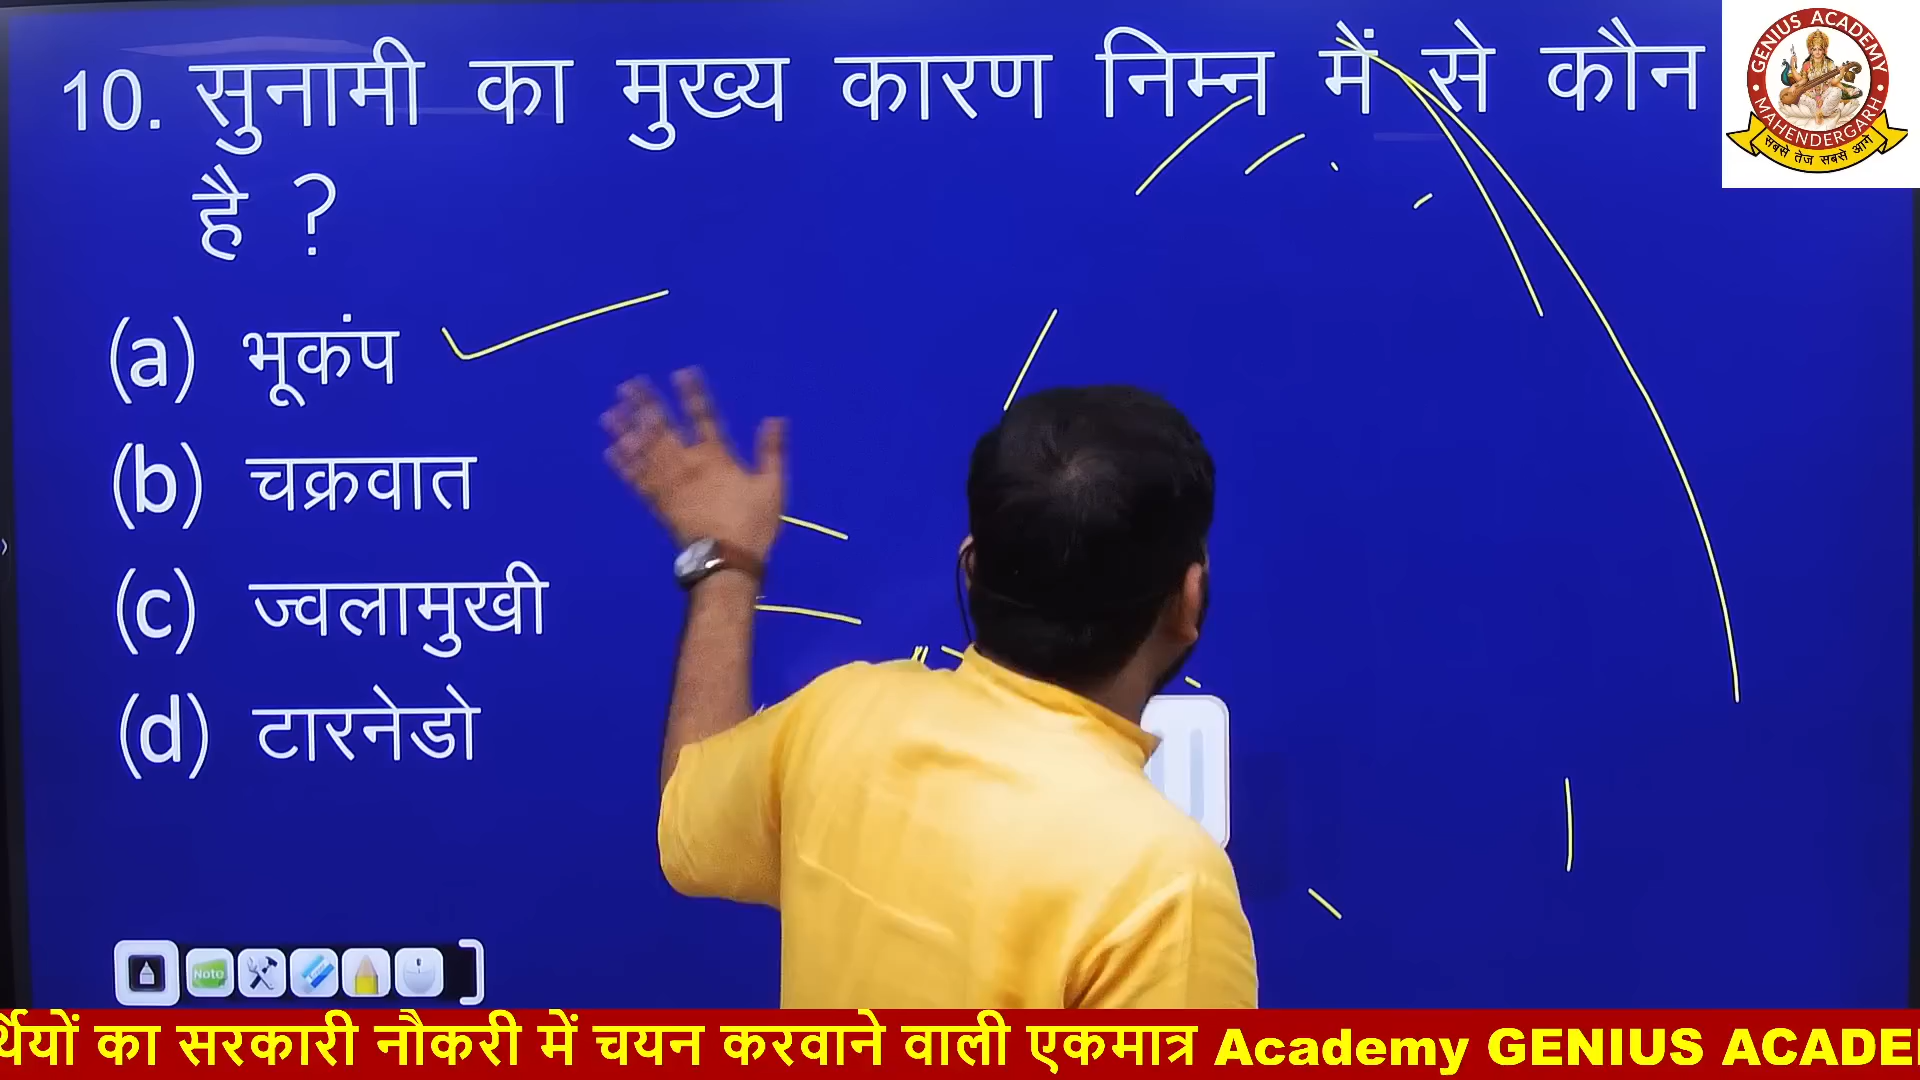 10. सुनामी का मुख्य कारण निम्न में से कौन
है ?
(a) भूकंप
(b) चक्रवात
(c) ज्वलामुखी
(d) टारनेडो
GENIUS ACADEMY
MAHENDERGARH
सबसे तेज सबसे आगे
Note
र्थियों का सरकारी नौकरी में चयन करवाने वाली एकमात्र Academy GENIUS ACADE